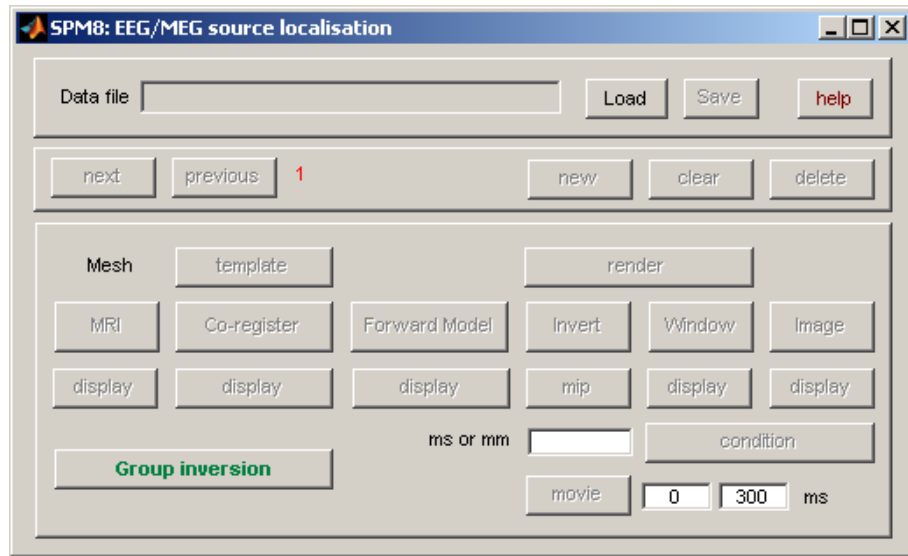 SPM8: EEG/MEG source localisation
Data file Load Save help
next previous 1 new clear delete
Mesh template render
MRI Co-register Forward Model Invert Window Image
display display display mip display display
ms or mm condition
Group inversion
movie 0 300 ms